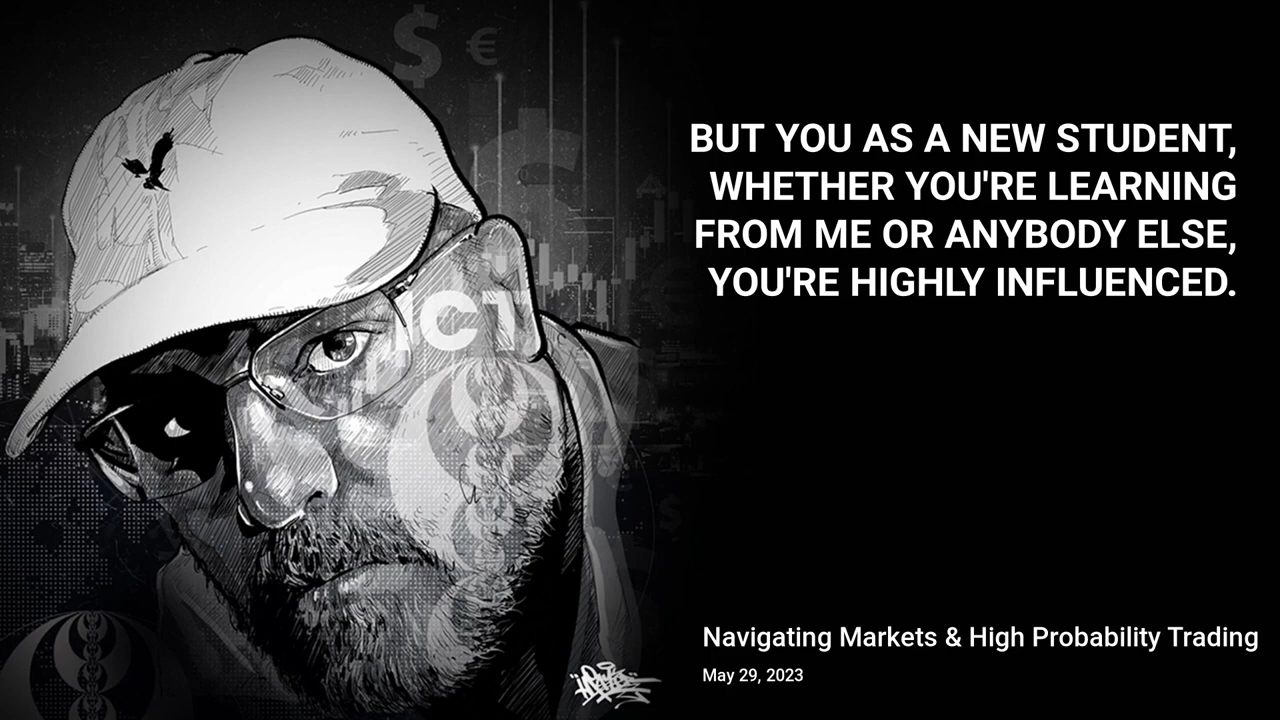 $ €
ICT
BUT YOU AS A NEW STUDENT,
WHETHER YOU'RE LEARNING
FROM ME OR ANYBODY ELSE,
YOU'RE HIGHLY INFLUENCED.
Navigating Markets & High Probability Trading
May 29, 2023